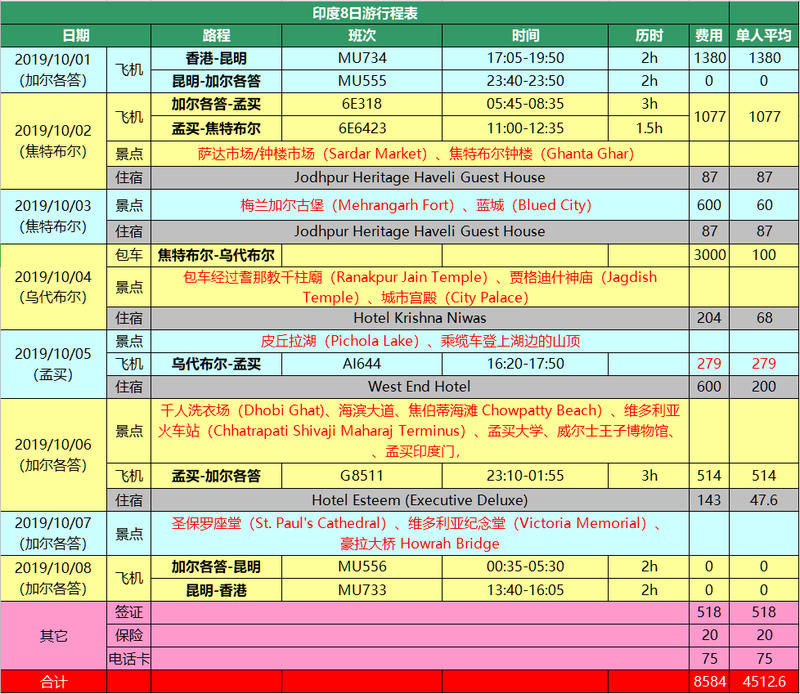 印度8日游行程表
日期 路程 班次 时间 历时 费用 单人平均
2019/10/01
(加尔各答)
飞机 香港-昆明 MU734 17:05-19:50 2h 1380 1380
昆明-加尔各答 MU555 23:40-23:50 2h 0 0
2019/10/02
(焦特布尔)
飞机 加尔各答-孟买 6E318 05:45-08:35 3h 1077 1077
孟买-焦特布尔 6E6423 11:00-12:35 1.5h
景点 萨达市场/钟楼市场（Sardar Market）、焦特布尔钟楼（Ghanta Ghar）
住宿 Jodhpur Heritage Haveli Guest House 87 87
2019/10/03
(焦特布尔)
景点 梅兰加尔古堡（Mehrangarh Fort）、蓝城（Blued City） 600 60
住宿 Jodhpur Heritage Haveli Guest House 87 87
2019/10/04
(乌代布尔)
包车 焦特布尔-乌代布尔 3000 100
景点 包车经过耆那教千柱廟（Ranakpur Jain Temple）、贾格迪什神庙（Jagdish
Temple）、城市宫殿（City Palace）
住宿 Hotel Krishna Niwas 204 68
2019/10/05
(孟买)
景点 皮丘拉湖（Pichola Lake）、乘缆车登上湖边的山顶
飞机 乌代布尔-孟买 AI644 16:20-17:50 279 279
住宿 West End Hotel 600 200
2019/10/06
(加尔各答)
景点 千人洗衣场（Dhobi Ghat)、海滨大道、焦伯蒂海滩 Chowpatty Beach）、维多利亚
火车站（Chhatrapati Shivaji Maharaj Terminus）、孟买大学、威尔士王子博物馆、
、孟买印度门，
飞机 孟买-加尔各答 G8511 23:10-01:55 3h 514 514
住宿 Hotel Esteem (Executive Deluxe) 143 47.6
2019/10/07
(加尔各答)
景点 圣保罗座堂（St. Paul's Cathedral）、维多利亚纪念堂（Victoria Memorial）、
豪拉大桥 Howrah Bridge
2019/10/08
(加尔各答)
飞机 加尔各答-昆明 MU556 00:35-05:30 2h 0 0
昆明-香港 MU733 13:40-16:05 2h 0 0
其它 签证 518 518
保险 20 20
电话卡 75 75
合计 8584 4512.6